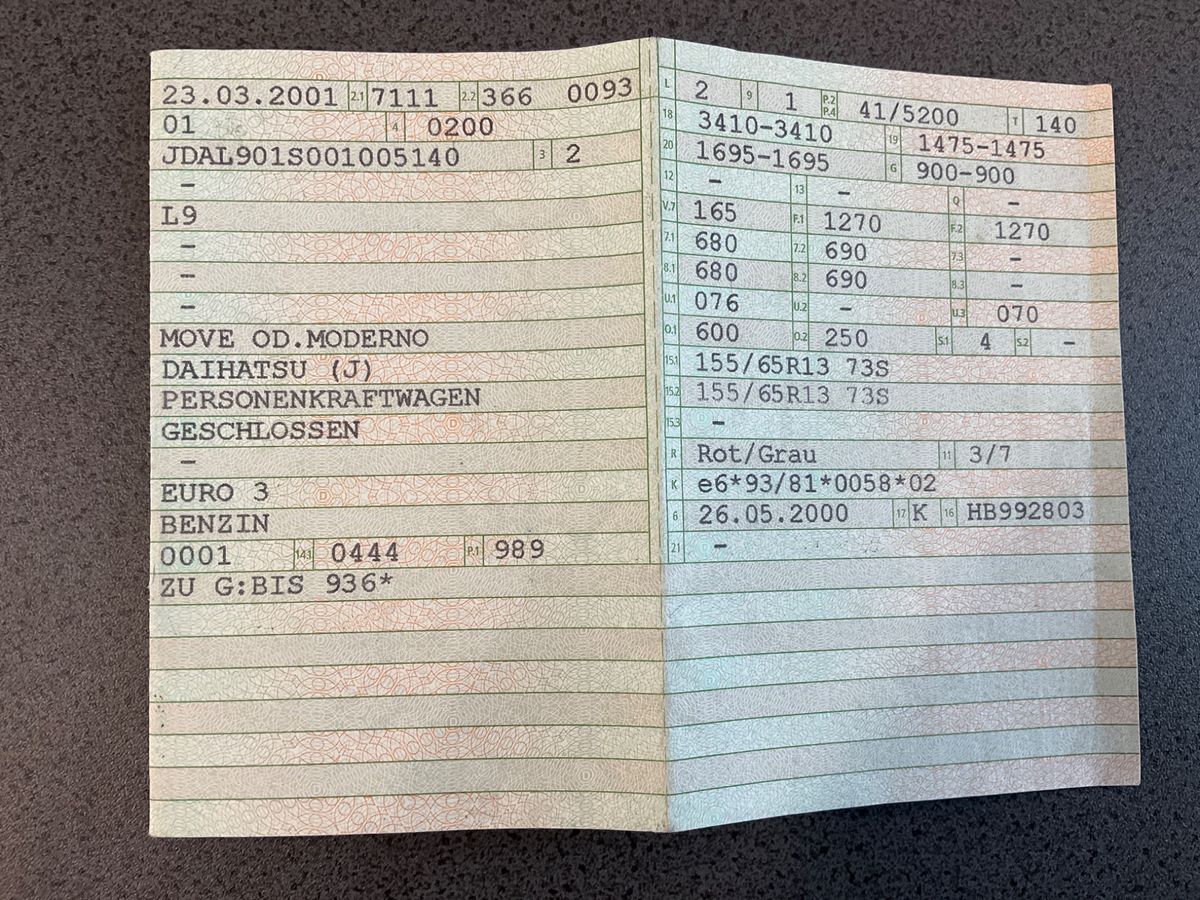 23.03.2001 2.1 7111 2.2 366 0093
01 4 0200
JDAL901S001005140 3 2
–
L9
–
–
–
MOVE OD.MODERNO
DAIHATSU (J)
PERSONENKRAFTWAGEN
GESCHLOSSEN
–
EURO 3
BENZIN
0001 14.1 0444 P.1 989
ZU G:BIS 936*
L 2 9 1 P.2 P.4 41/5200 T 140
18 3410-3410 19 1475-1475
20 1695-1695 G 900-900
12 – 13 – Q –
V.7 165 F.1 1270 F.2 1270
7.1 680 7.2 690 7.3 –
8.1 680 8.2 690 8.3 –
U.1 076 U.2 – U.3 070
O.1 600 O.2 250 S.1 4 S.2 –
15.1 155/65R13 73S
15.2 155/65R13 73S
15.3 –
R Rot/Grau 11 3/7
K e6*93/81*0058*02
6 26.05.2000 17 K 16 HB992803
21 –